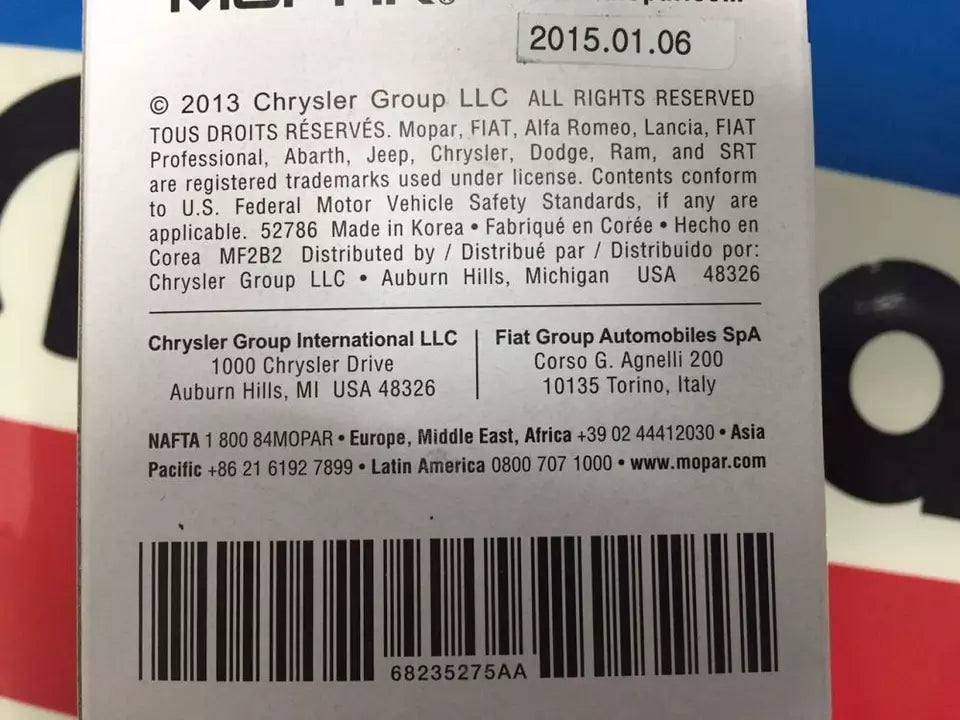 MOPAR®
2015.01.06
© 2013 Chrysler Group LLC ALL RIGHTS RESERVED
TOUS DROITS RÉSERVÉS. Mopar, FIAT, Alfa Romeo, Lancia, FIAT
Professional, Abarth, Jeep, Chrysler, Dodge, Ram, and SRT
are registered trademarks used under license. Contents conform
to U.S. Federal Motor Vehicle Safety Standards, if any are
applicable. 52786 Made in Korea • Fabriqué en Corée • Hecho en
Corea MF2B2 Distributed by / Distribué par / Distribuido por:
Chrysler Group LLC • Auburn Hills, Michigan USA 48326
Chrysler Group International LLC
1000 Chrysler Drive
Auburn Hills, MI USA 48326
Fiat Group Automobiles SpA
Corso G. Agnelli 200
10135 Torino, Italy
NAFTA 1 800 84MOPAR • Europe, Middle East, Africa +39 02 44412030 • Asia
Pacific +86 21 6192 7899 • Latin America 0800 707 1000 • www.mopar.com
68235275AA